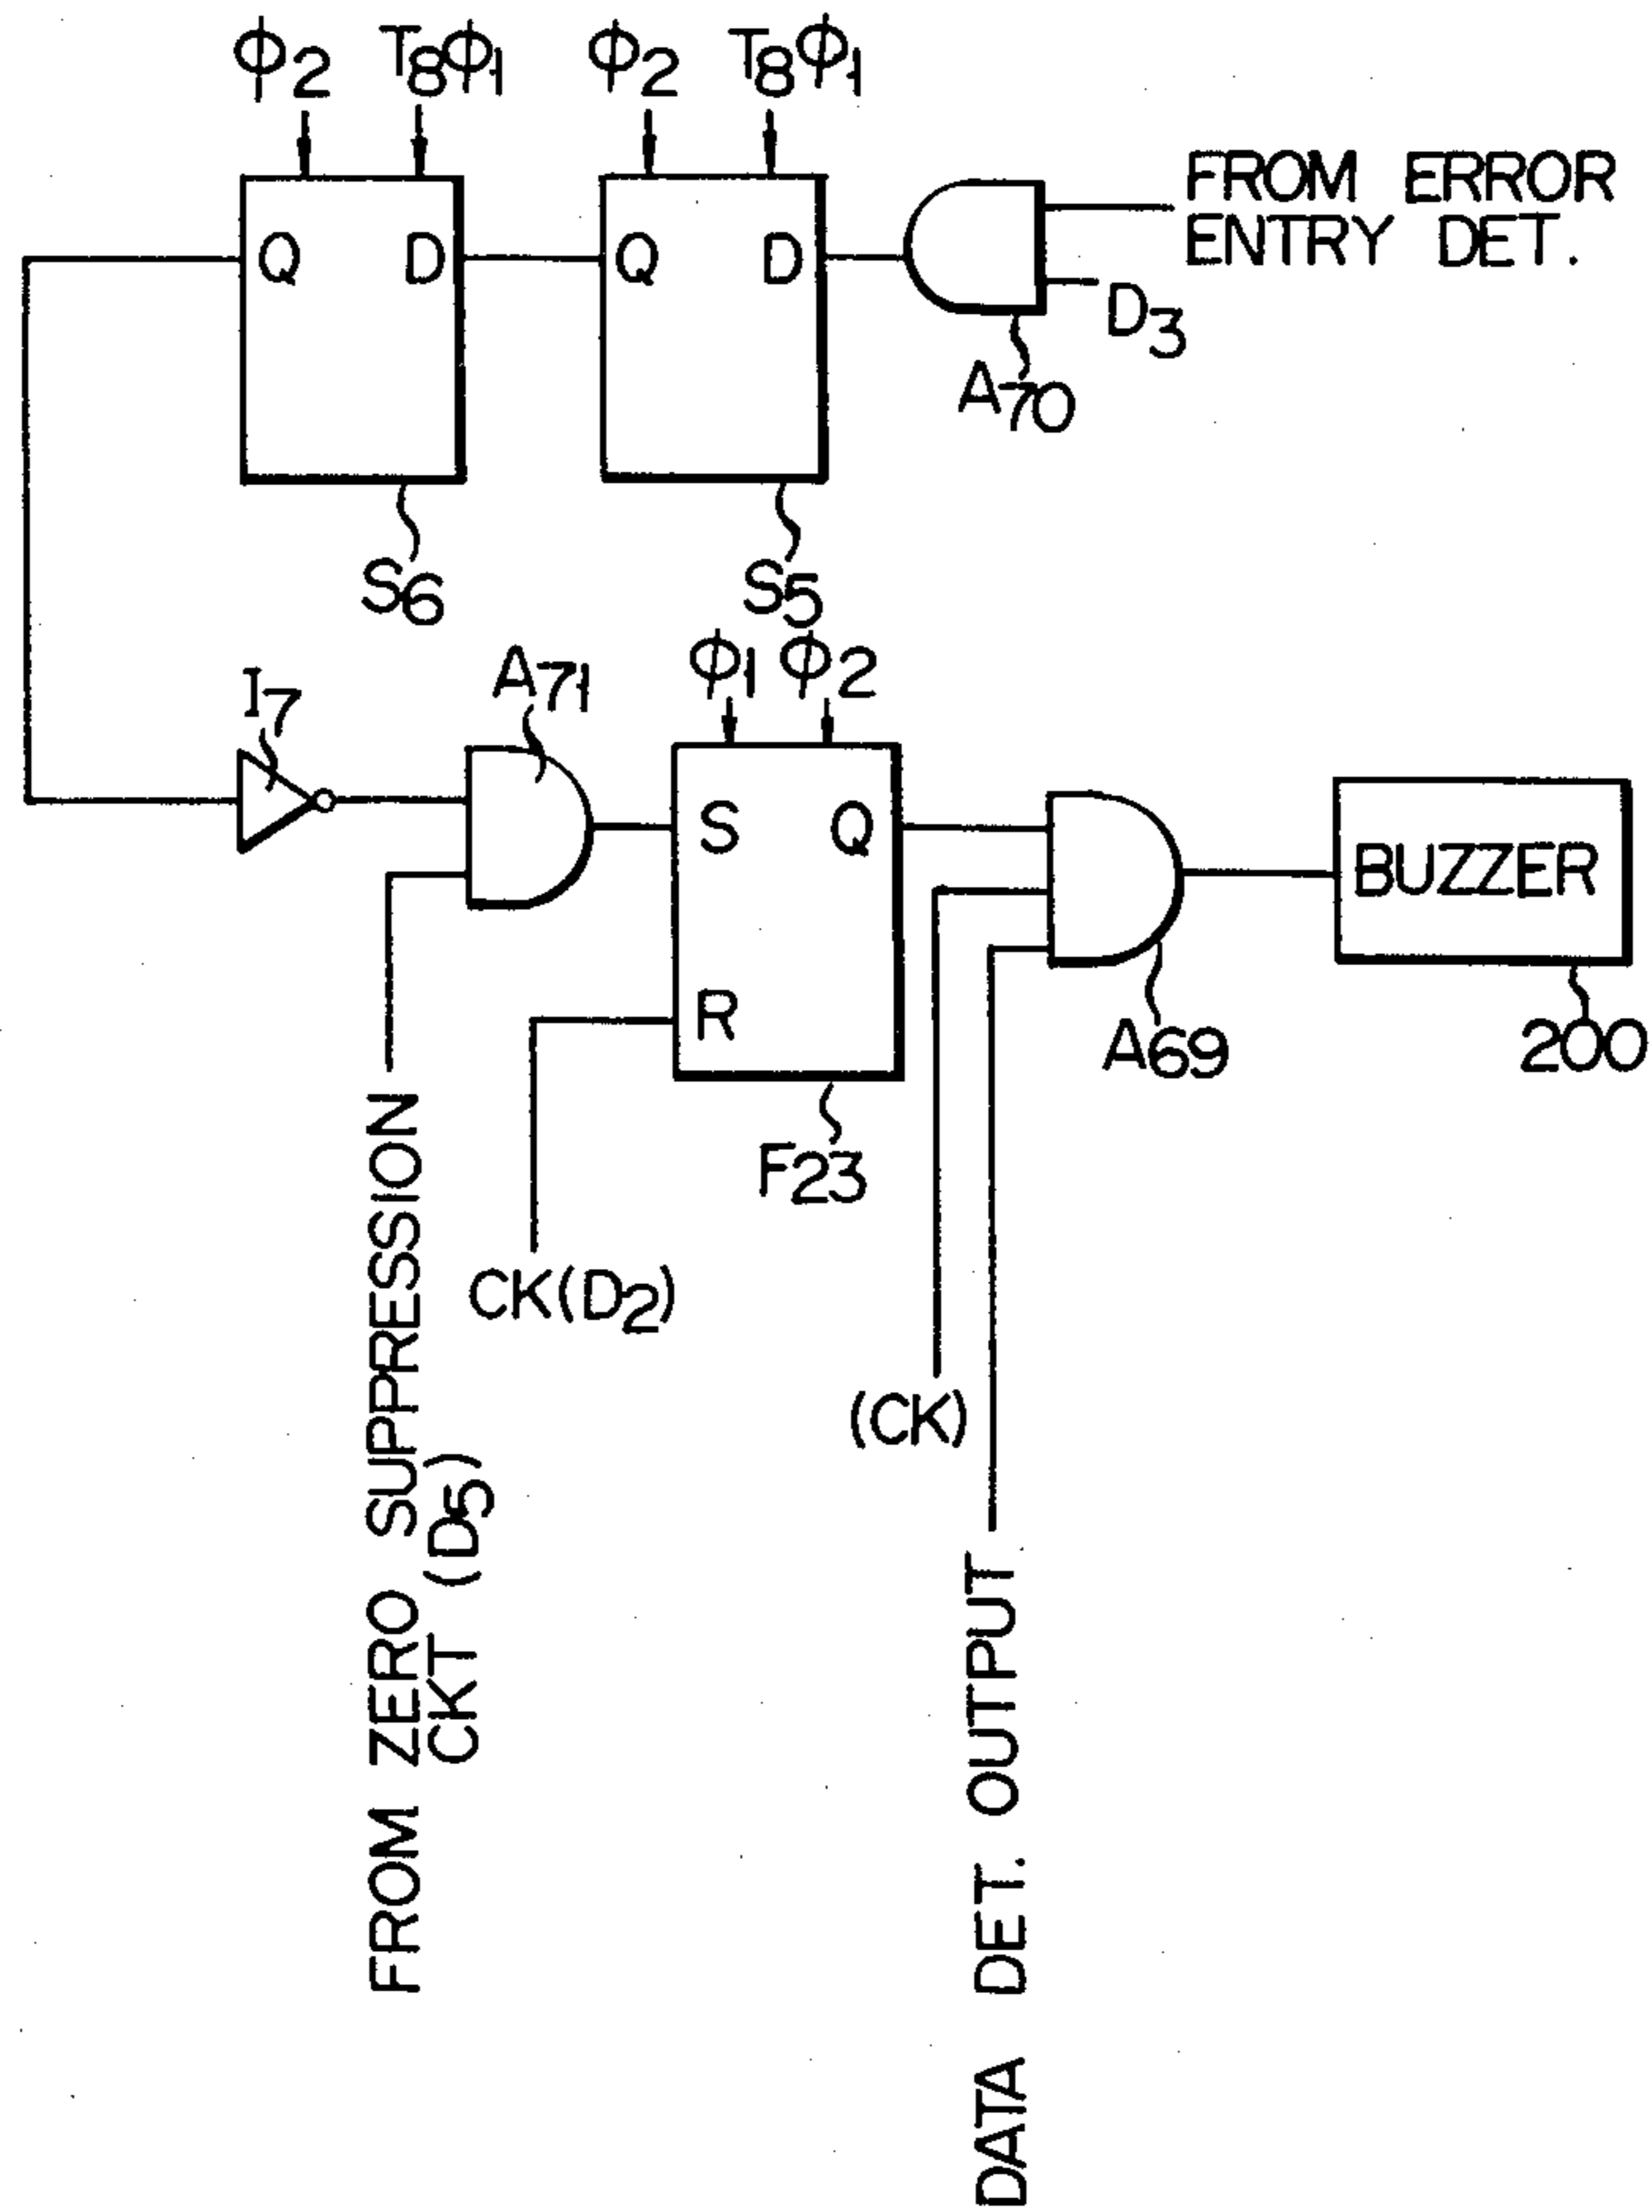 ϕ2 T8ϕ1 ϕ2 T8ϕ1
FROM ERROR
ENTRY DET.
Q D Q D
D3
A70
S6 S5
ϕ1 ϕ2
I7 A71
S Q
BUZZER
R
A69 200
F23
CK(D2)
(CK)
FROM ZERO SUPPRESSION
CKT (D5)
DATA DET. OUTPUT